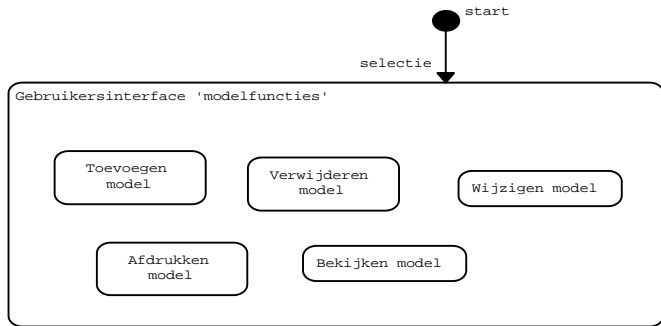 start
selectie
Gebruikersinterface 'modelfuncties'
Toevoegen
model
Verwijderen
model
Wijzigen model
Afdrukken
model
Bekijken model